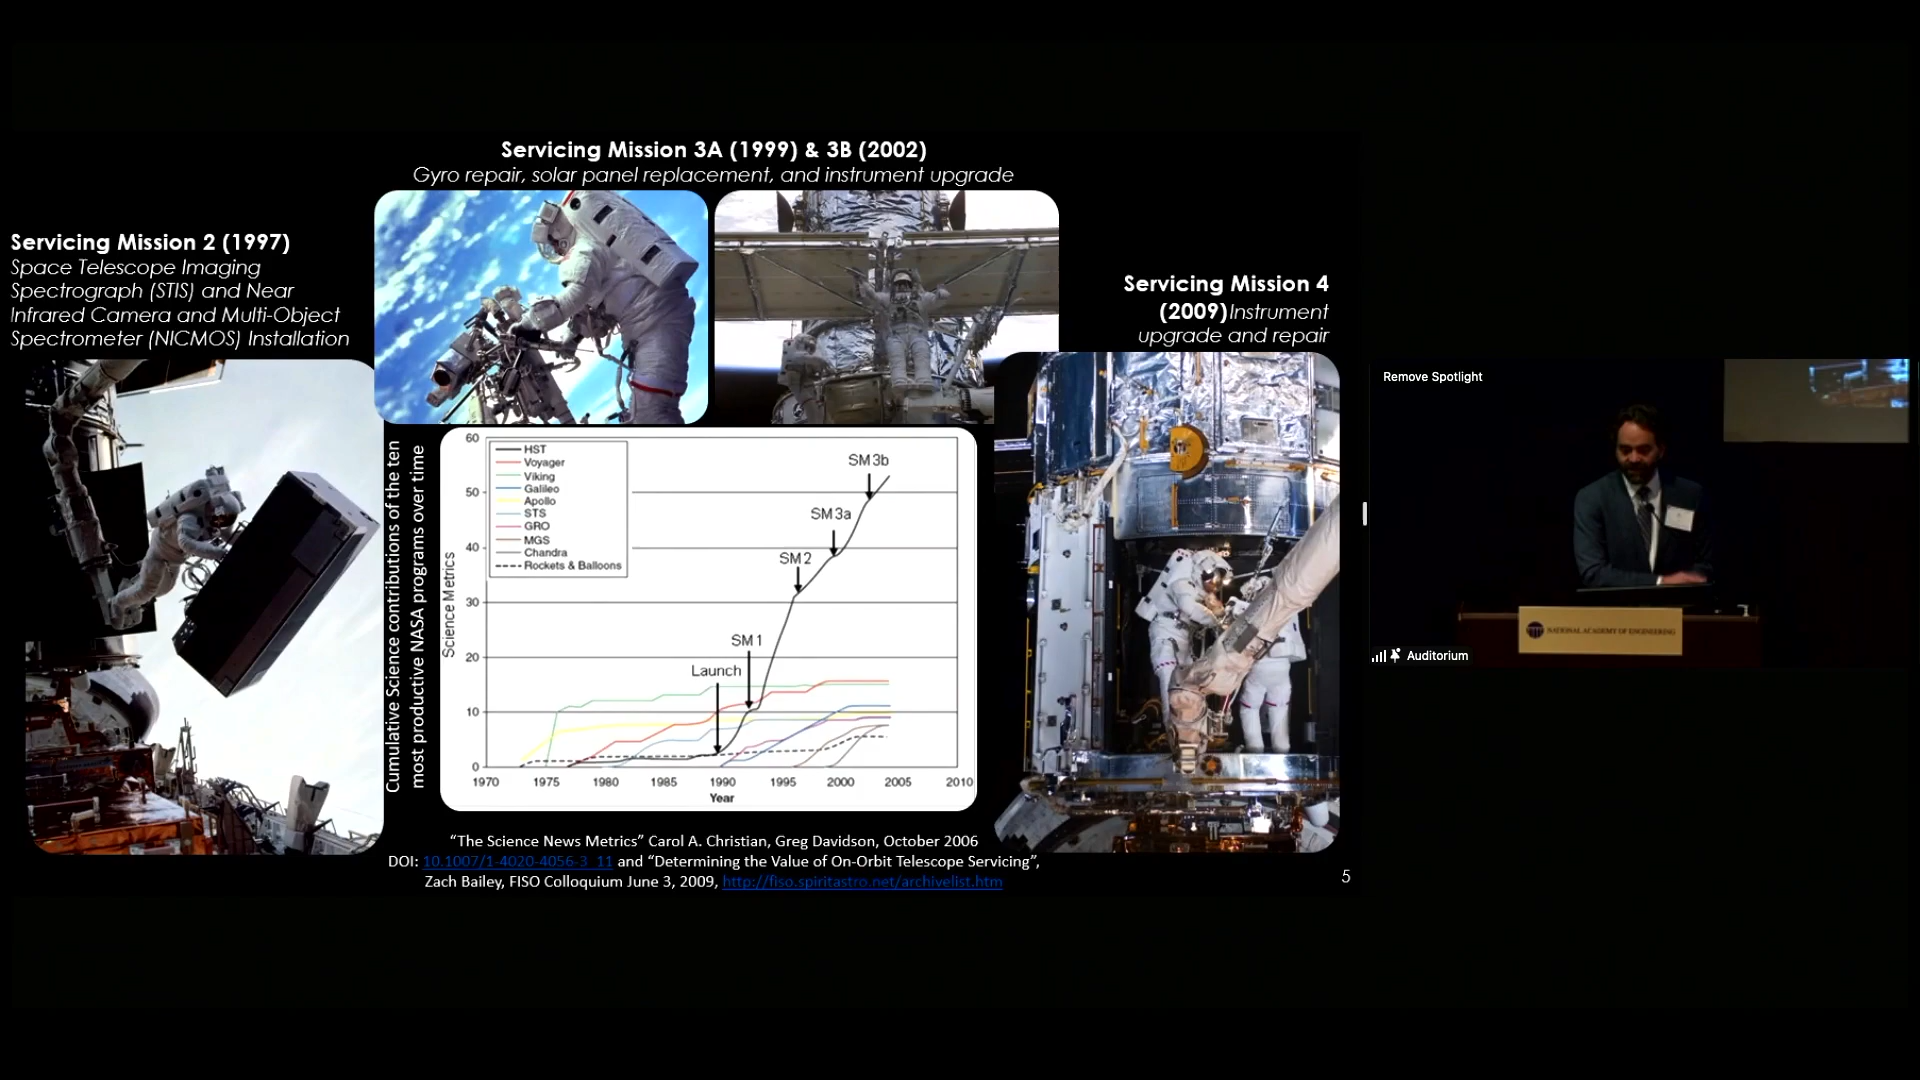 Servicing Mission 3A (1999) & 3B (2002)
Gyro repair, solar panel replacement, and instrument upgrade
Servicing Mission 2 (1997)
Space Telescope Imaging
Spectrograph (STIS) and Near
Infrared Camera and Multi-Object
Spectrometer (NICMOS) Installation
Servicing Mission 4
(2009)Instrument
upgrade and repair
Cumulative Science contributions of the ten
most productive NASA programs over time
Science Metrics
60
50
40
30
20
10
0
HST
Voyager
Viking
Galileo
Apollo
STS
GRO
MGS
Chandra
Rockets & Balloons
Launch
SM1
SM2
SM3a
SM3b
1970 1975 1980 1985 1990 1995 2000 2005 2010
Year
“The Science News Metrics” Carol A. Christian, Greg Davidson, October 2006
DOI: 10.1007/1-4020-4056-3_11 and “Determining the Value of On-Orbit Telescope Servicing”,
Zach Bailey, FISO Colloquium June 3, 2009, http://fiso.spiritastro.net/archivelist.htm
5
Remove Spotlight
NATIONAL ACADEMY OF ENGINEERING
Auditorium